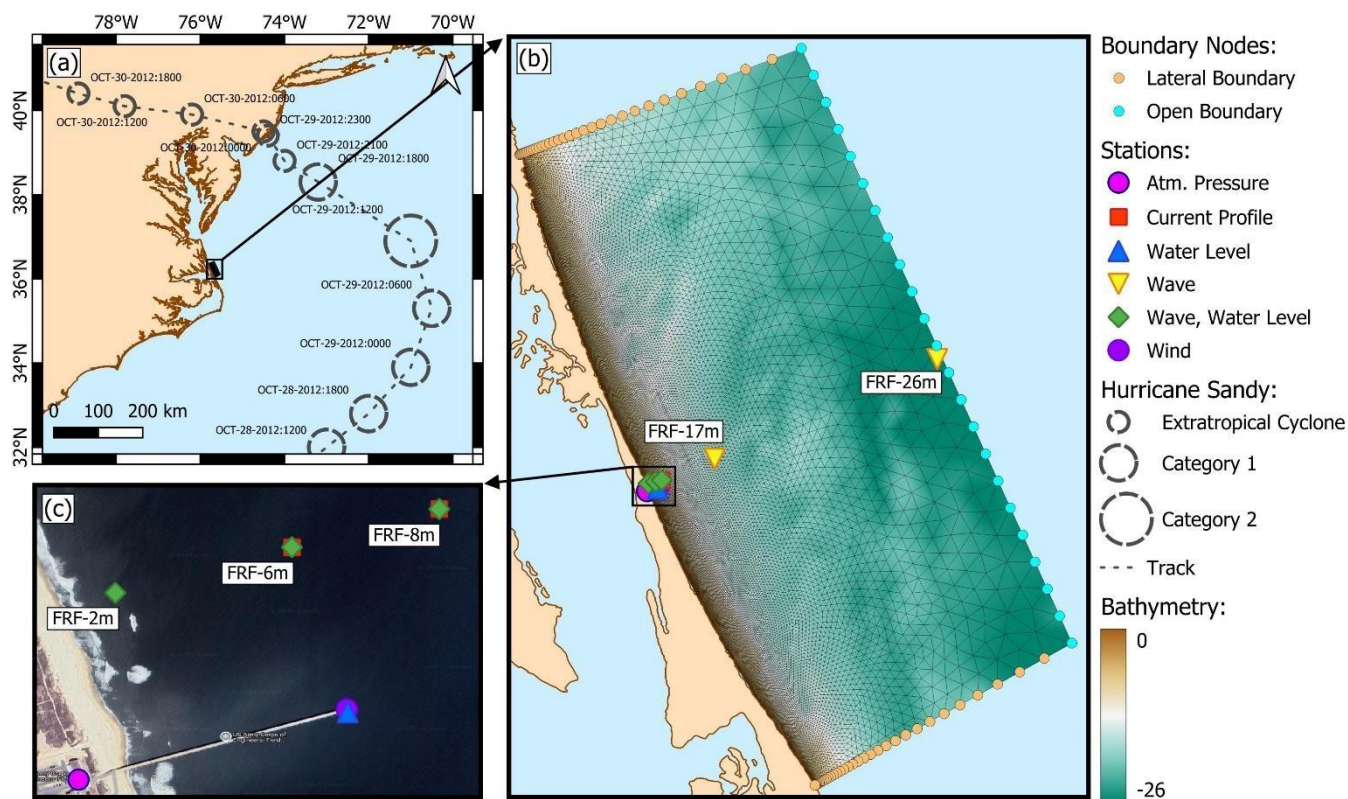 78°W 76°W 74°W 72°W 70°W
40°N
38°N
36°N
34°N
32°N
(a)
OCT-30-2012:1800
OCT-30-2012:0600
OCT-30-2012:1200
OCT-29-2012:2300
OCT-30-2012:0000
OCT-29-2012:2100
OCT-29-2012:1800
OCT-29-2012:1200
OCT-29-2012:0600
OCT-29-2012:0000
OCT-28-2012:1800
OCT-28-2012:1200
0 100 200 km
(b)
FRF-26m
FRF-17m
(c)
FRF-8m
FRF-6m
FRF-2m
Boundary Nodes:
Lateral Boundary
Open Boundary
Stations:
Atm. Pressure
Current Profile
Water Level
Wave
Wave, Water Level
Wind
Hurricane Sandy:
Extratropical Cyclone
Category 1
Category 2
Track
Bathymetry:
0
-26